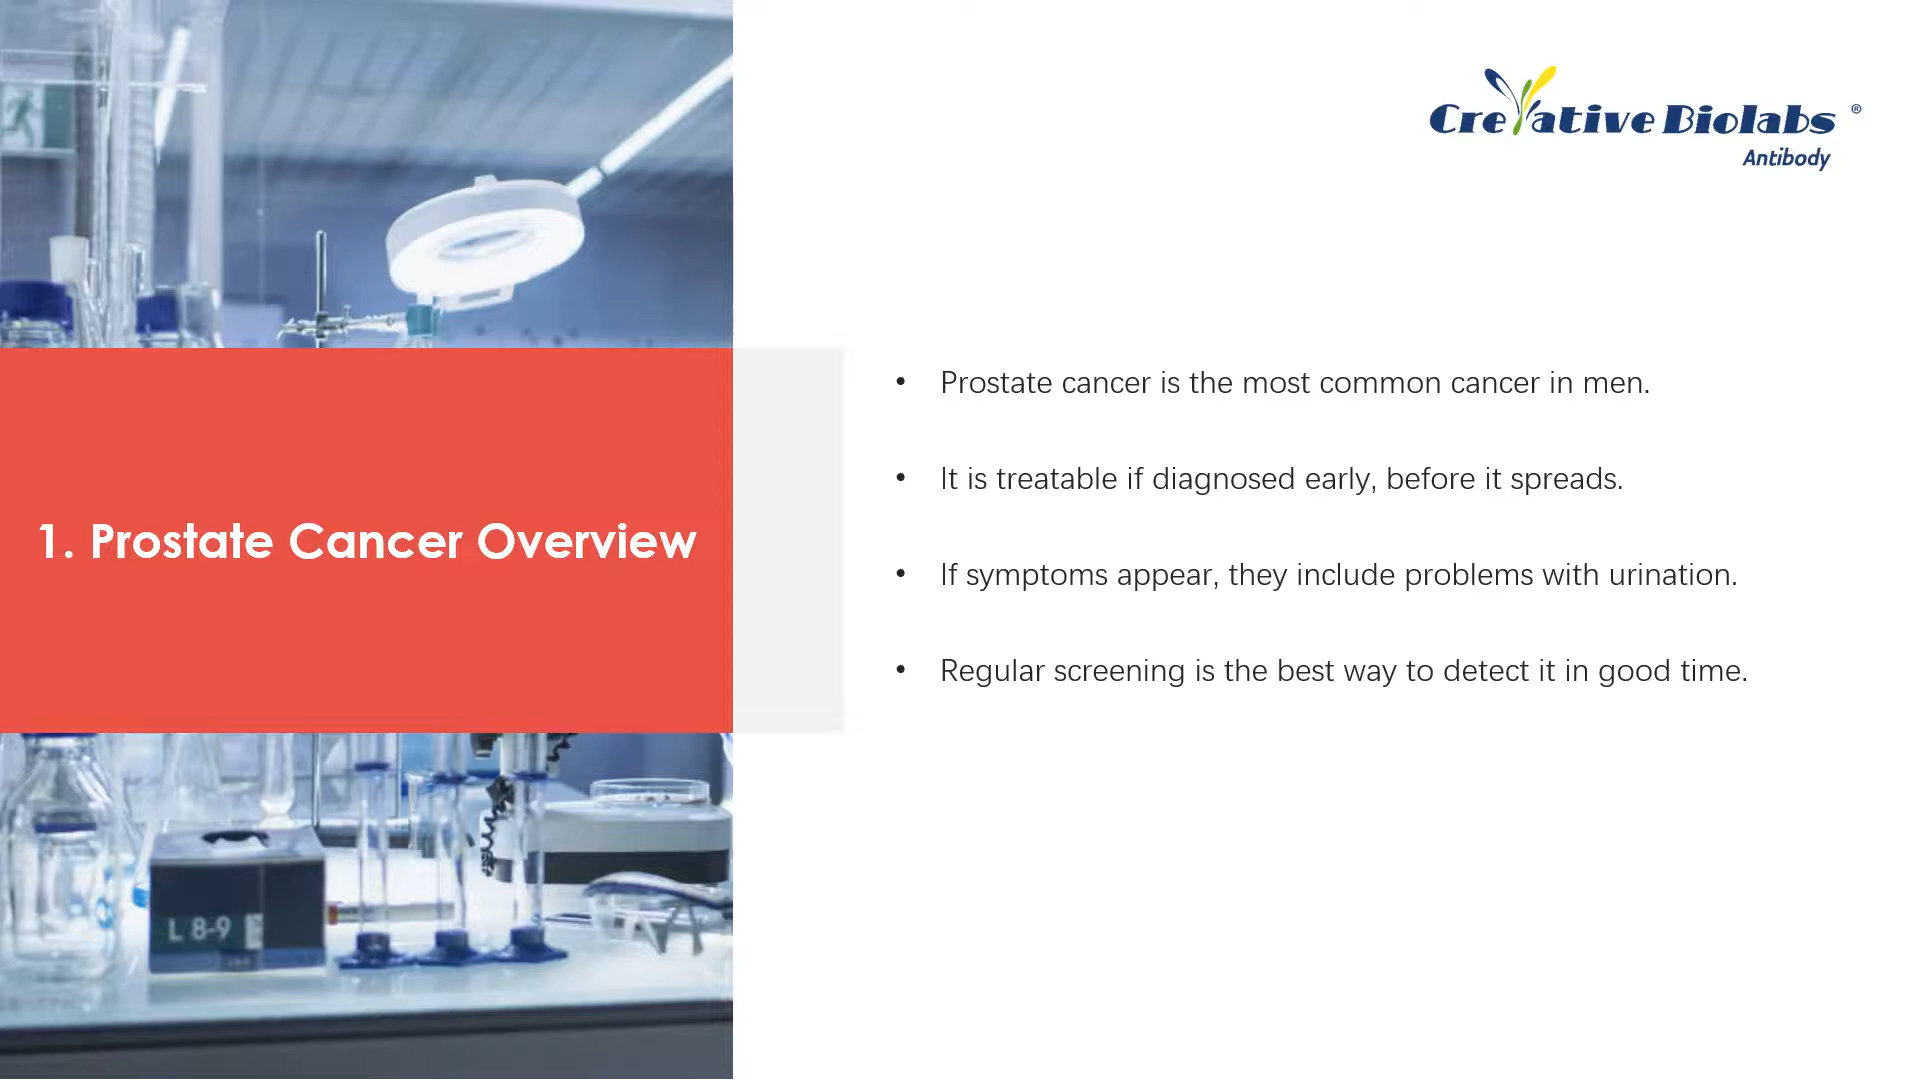 Creative Biolabs ®
Antibody
1. Prostate Cancer Overview
• Prostate cancer is the most common cancer in men.
• It is treatable if diagnosed early, before it spreads.
• If symptoms appear, they include problems with urination.
• Regular screening is the best way to detect it in good time.
L 8-9